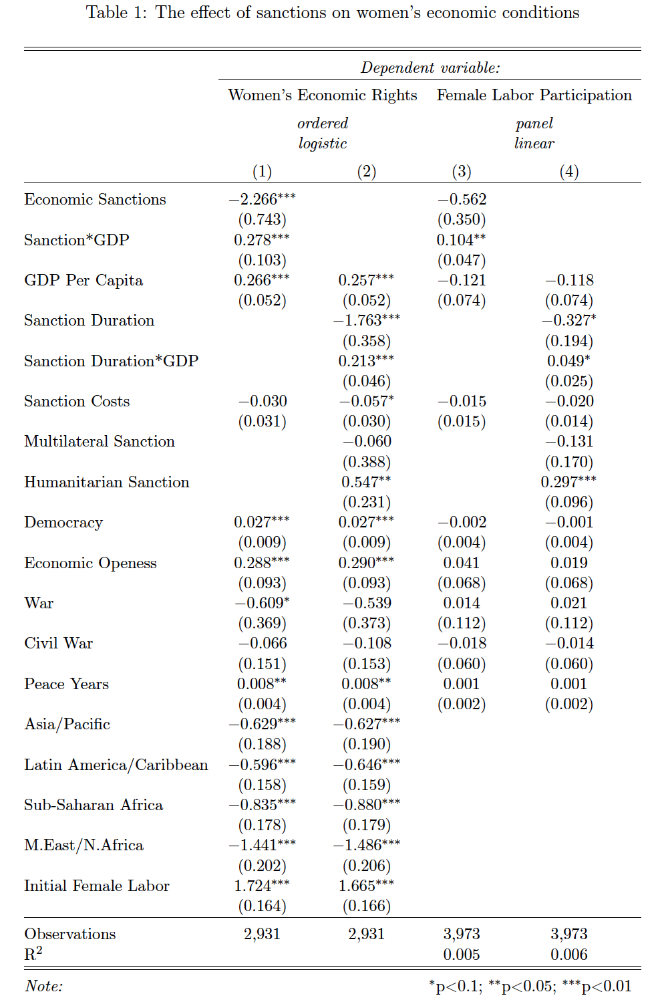 Table 1: The effect of sanctions on women's economic conditions
Dependent variable:
Women's Economic Rights Female Labor Participation
ordered panel
logistic linear
(1) (2) (3) (4)
Economic Sanctions −2.266*** −0.562
(0.743) (0.350)
Sanction*GDP 0.278*** 0.104**
(0.103) (0.047)
GDP Per Capita 0.266*** 0.257*** −0.121 −0.118
(0.052) (0.052) (0.074) (0.074)
Sanction Duration −1.763*** −0.327*
(0.358) (0.194)
Sanction Duration*GDP 0.213*** 0.049*
(0.046) (0.025)
Sanction Costs −0.030 −0.057* −0.015 −0.020
(0.031) (0.030) (0.015) (0.014)
Multilateral Sanction −0.060 −0.131
(0.388) (0.170)
Humanitarian Sanction 0.547** 0.297***
(0.231) (0.096)
Democracy 0.027*** 0.027*** −0.002 −0.001
(0.009) (0.009) (0.004) (0.004)
Economic Openess 0.288*** 0.290*** 0.041 0.019
(0.093) (0.093) (0.068) (0.068)
War −0.609* −0.539 0.014 0.021
(0.369) (0.373) (0.112) (0.112)
Civil War −0.066 −0.108 −0.018 −0.014
(0.151) (0.153) (0.060) (0.060)
Peace Years 0.008** 0.008** 0.001 0.001
(0.004) (0.004) (0.002) (0.002)
Asia/Pacific −0.629*** −0.627***
(0.188) (0.190)
Latin America/Caribbean −0.596*** −0.646***
(0.158) (0.159)
Sub-Saharan Africa −0.835*** −0.880***
(0.178) (0.179)
M.East/N.Africa −1.441*** −1.486***
(0.202) (0.206)
Initial Female Labor 1.724*** 1.665***
(0.164) (0.166)
Observations 2,931 2,931 3,973 3,973
R² 0.005 0.006
Note: *p<0.1; **p<0.05; ***p<0.01